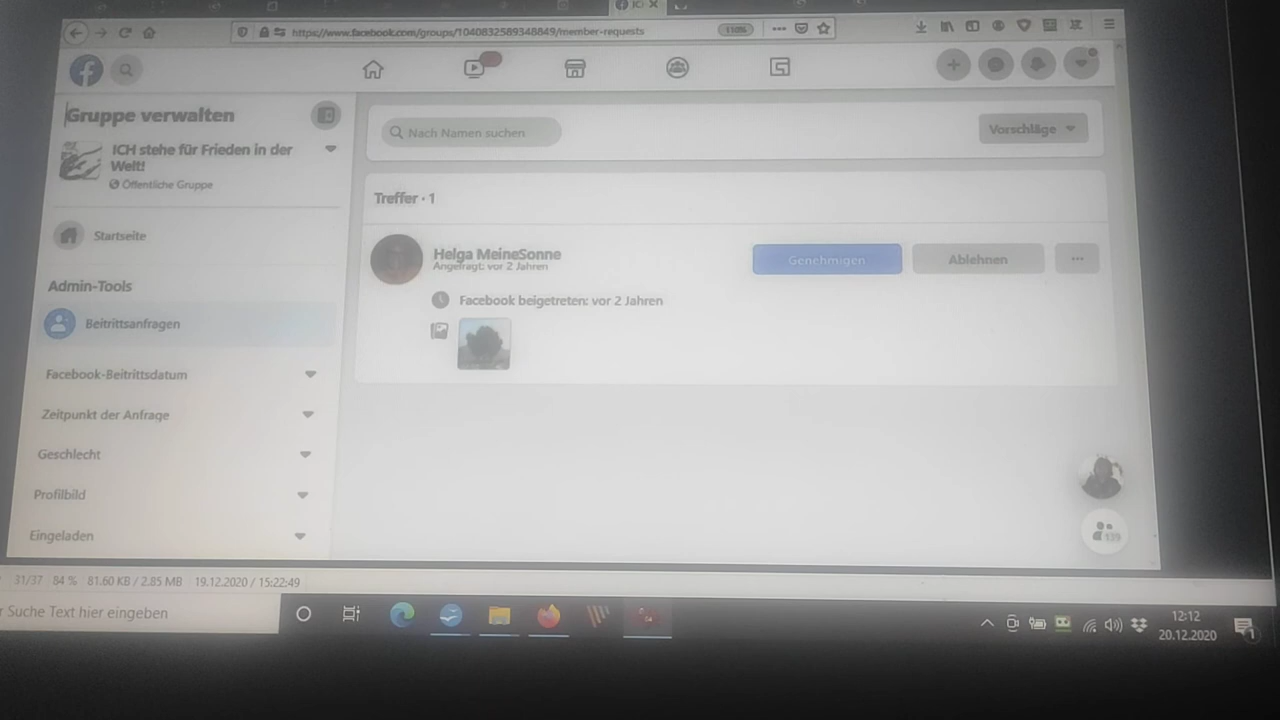 https://www.facebook.com/groups/1040832589348849/member-requests
110%
Gruppe verwalten
ICH stehe für Frieden in der
Welt!
Öffentliche Gruppe
Startseite
Admin-Tools
Beitrittsanfragen
Facebook-Beitrittsdatum
Zeitpunkt der Anfrage
Geschlecht
Profilbild
Eingeladen
Nach Namen suchen
Vorschläge
Treffer · 1
Helga MeineSonne
Angefragt: vor 2 Jahren
Genehmigen
Ablehnen
Facebook beigetreten: vor 2 Jahren
139
31/37 84 % 81.60 KB / 2.85 MB 19.12.2020 / 15:22:49
r Suche Text hier eingeben
12:12
20.12.2020
1